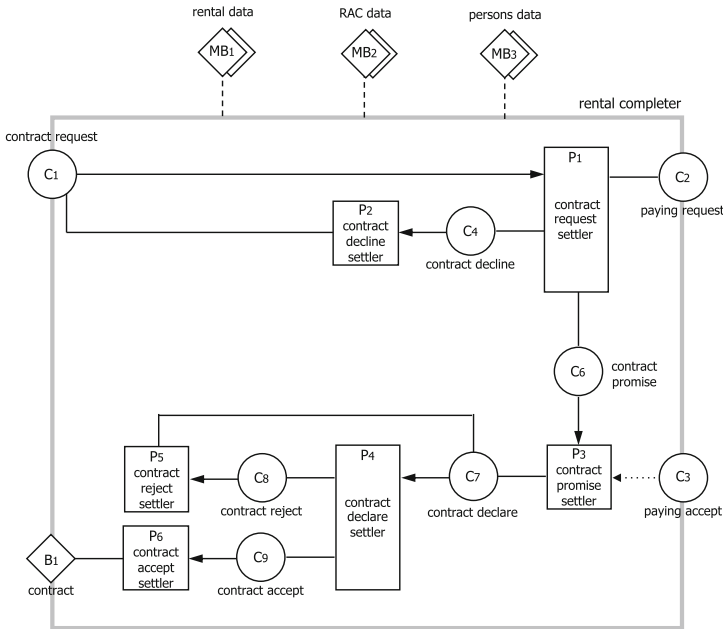 rental data
RAC data
persons data
MB1
MB2
MB3
rental completer
contract request
C1
P1
contract
request
settler
C2
paying request
P2
contract
decline
settler
C4
contract decline
C6
contract
promise
P5
contract
reject
settler
C8
contract reject
P4
contract
declare
settler
C7
contract declare
P3
contract
promise
settler
C3
paying accept
P6
contract
accept
settler
C9
contract accept
B1
contract